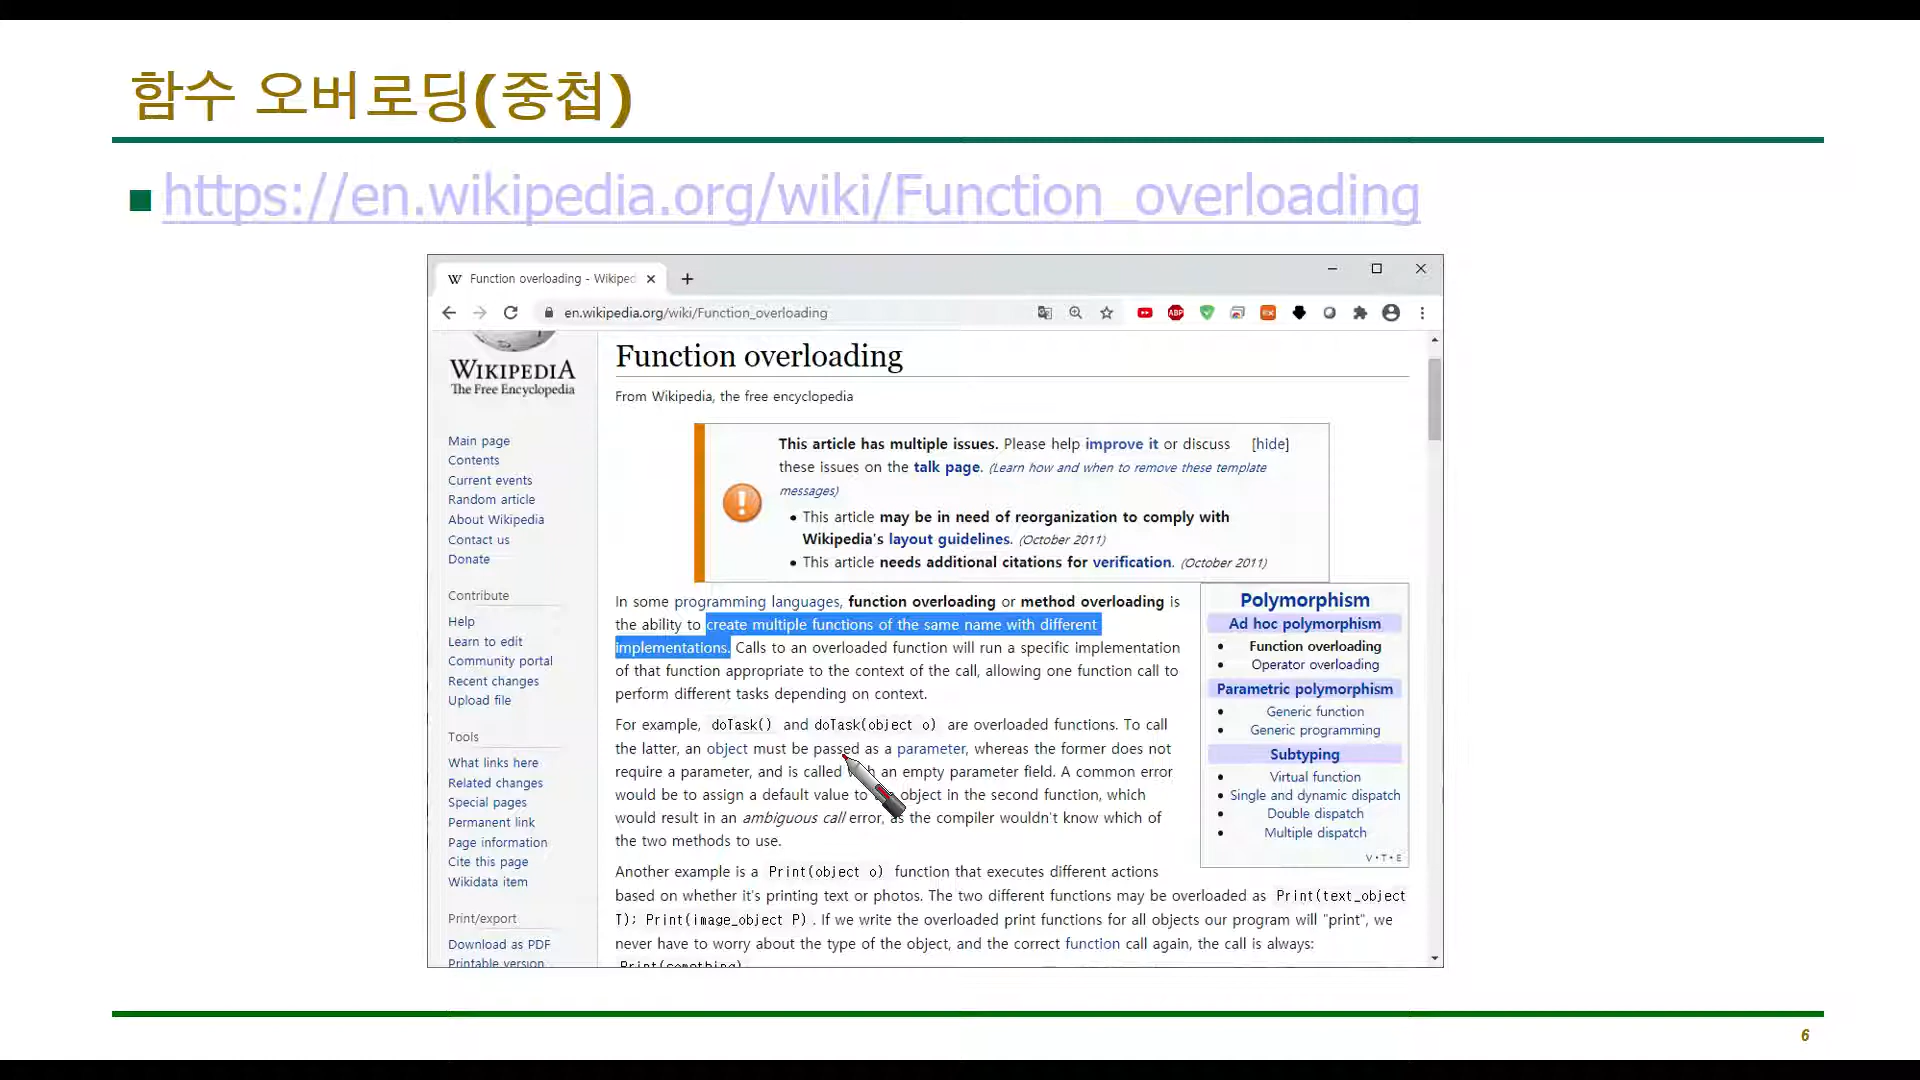 함수 오버로딩(중첩)
https://en.wikipedia.org/wiki/Function_overloading
Function overloading - Wikiped
en.wikipedia.org/wiki/Function_overloading
ABP
WIKIPEDIA
The Free Encyclopedia
Main page
Contents
Current events
Random article
About Wikipedia
Contact us
Donate
Contribute
Help
Learn to edit
Community portal
Recent changes
Upload file
Tools
What links here
Related changes
Special pages
Permanent link
Page information
Cite this page
Wikidata item
Print/export
Download as PDF
Printable version
Function overloading
From Wikipedia, the free encyclopedia
This article has multiple issues. Please help improve it or discuss [hide]
these issues on the talk page. (Learn how and when to remove these template
messages)
• This article may be in need of reorganization to comply with
Wikipedia's layout guidelines. (October 2011)
• This article needs additional citations for verification. (October 2011)
In some programming languages, function overloading or method overloading is
the ability to create multiple functions of the same name with different
implementations. Calls to an overloaded function will run a specific implementation
of that function appropriate to the context of the call, allowing one function call to
perform different tasks depending on context.
For example, doTask() and doTask(object o) are overloaded functions. To call
the latter, an object must be passed as a parameter, whereas the former does not
require a parameter, and is called with an empty parameter field. A common error
would be to assign a default value to object in the second function, which
would result in an ambiguous call error, as the compiler wouldn't know which of
the two methods to use.
Another example is a Print(object o) function that executes different actions
based on whether it's printing text or photos. The two different functions may be overloaded as Print(text_object
T); Print(image_object P). If we write the overloaded print functions for all objects our program will "print", we
never have to worry about the type of the object, and the correct function call again, the call is always:
Print(something)
Polymorphism
Ad hoc polymorphism
• Function overloading
• Operator overloading
Parametric polymorphism
• Generic function
• Generic programming
Subtyping
• Virtual function
• Single and dynamic dispatch
• Double dispatch
• Multiple dispatch
V·T·E
6